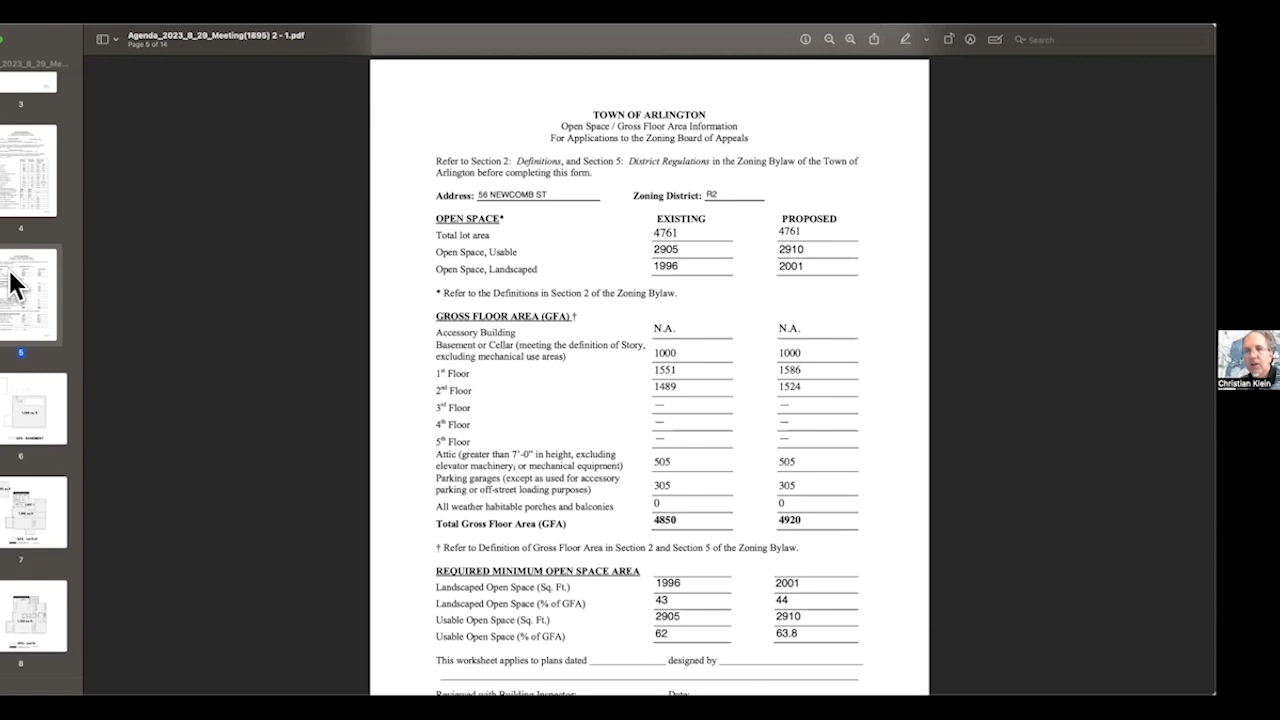 Agenda_2023_8_29_Meeting(1895) 2 - 1.pdf
Page 5 of 14
Search
_2023_8_29_Me...
3
4
5
6
7
8
TOWN OF ARLINGTON
Open Space / Gross Floor Area Information
For Applications to the Zoning Board of Appeals
Refer to Section 2: Definitions, and Section 5: District Regulations in the Zoning Bylaw of the Town of
Arlington before completing this form.
Address: 56 NEWCOMB ST Zoning District: R2
OPEN SPACE* EXISTING PROPOSED
Total lot area 4761 4761
Open Space, Usable 2905 2910
Open Space, Landscaped 1996 2001
* Refer to the Definitions in Section 2 of the Zoning Bylaw.
GROSS FLOOR AREA (GFA) †
Accessory Building N.A. N.A.
Basement or Cellar (meeting the definition of Story,
excluding mechanical use areas) 1000 1000
1st Floor 1551 1586
2nd Floor 1489 1524
3rd Floor — —
4th Floor — —
5th Floor — —
Attic (greater than 7'-0" in height, excluding
elevator machinery, or mechanical equipment) 505 505
Parking garages (except as used for accessory
parking or off-street loading purposes) 305 305
All weather habitable porches and balconies 0 0
Total Gross Floor Area (GFA) 4850 4920
† Refer to Definition of Gross Floor Area in Section 2 and Section 5 of the Zoning Bylaw.
REQUIRED MINIMUM OPEN SPACE AREA
Landscaped Open Space (Sq. Ft.) 1996 2001
Landscaped Open Space (% of GFA) 43 44
Usable Open Space (Sq. Ft.) 2905 2910
Usable Open Space (% of GFA) 62 63.8
This worksheet applies to plans dated designed by
Reviewed with Building Inspector: Date:
Christian Klein